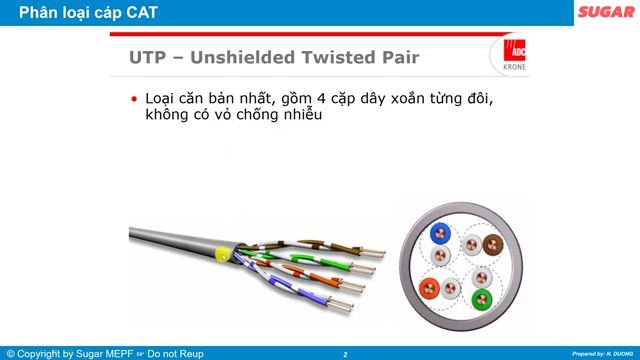 Phân loại cáp CAT
SUGAR
UTP – Unshielded Twisted Pair
ADC
KRONE
• Loại căn bản nhất, gồm 4 cặp dây xoắn từng đôi,
không có vỏ chống nhiễu
© Copyright by Sugar MEPF ☞ Do not Reup
2
Prepared by: N. DUONG